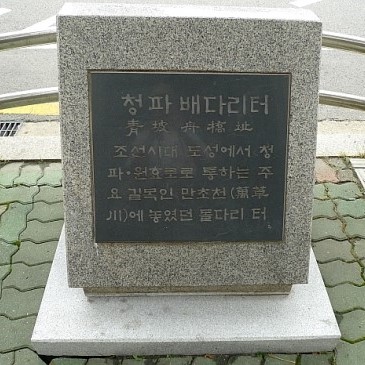 청파 배다리 터
靑坡舟橋址
조선시대 도성에서 청
파·원효로로 통하는 주
요 길목인 만초천(蔓草
川)에 놓였던 돌다리 터